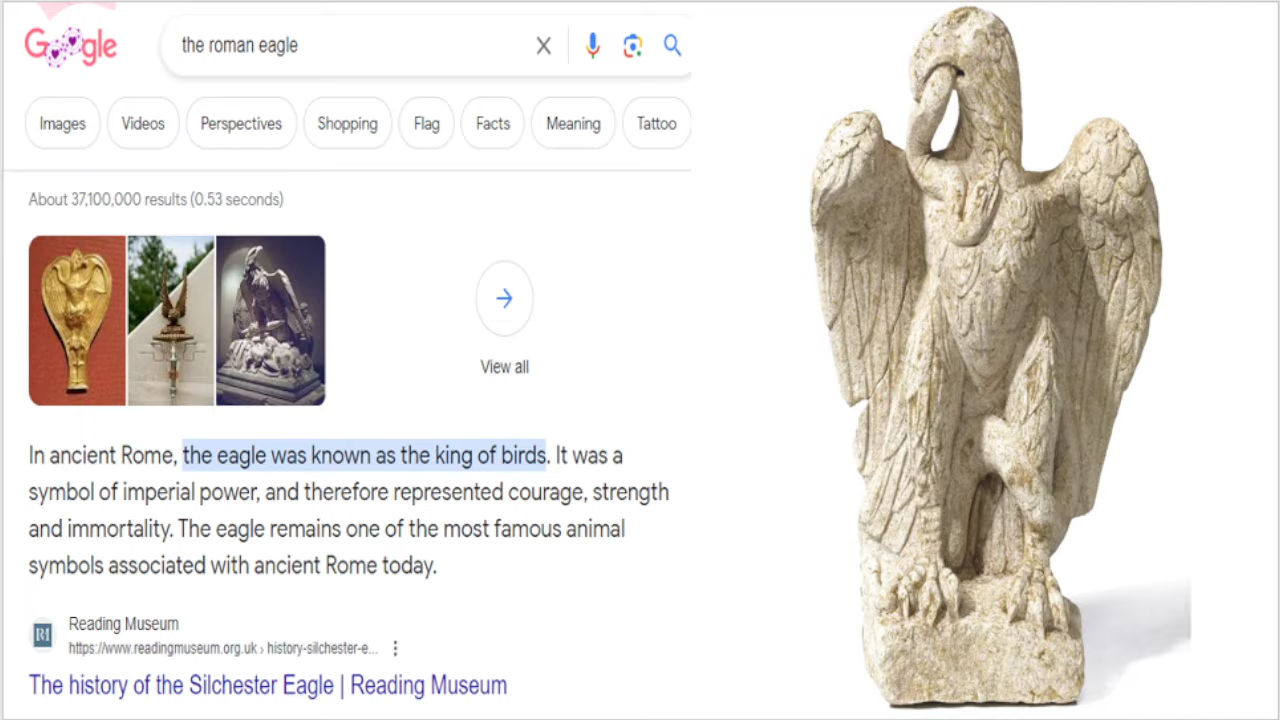 Google
the roman eagle
Images Videos Perspectives Shopping Flag Facts Meaning Tattoo
About 37,100,000 results (0.53 seconds)
View all
In ancient Rome, the eagle was known as the king of birds. It was a
symbol of imperial power, and therefore represented courage, strength
and immortality. The eagle remains one of the most famous animal
symbols associated with ancient Rome today.
Reading Museum
https://www.readingmuseum.org.uk › history-silchester-e...
The history of the Silchester Eagle | Reading Museum